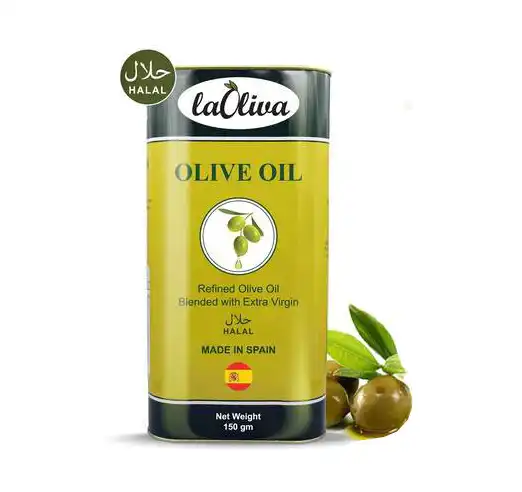 حلال
HALAL
laOliva
OLIVE OIL
Refined Olive Oil
Blended with Extra Virgin
حلال
HALAL
MADE IN SPAIN
Net Weight
150 gm